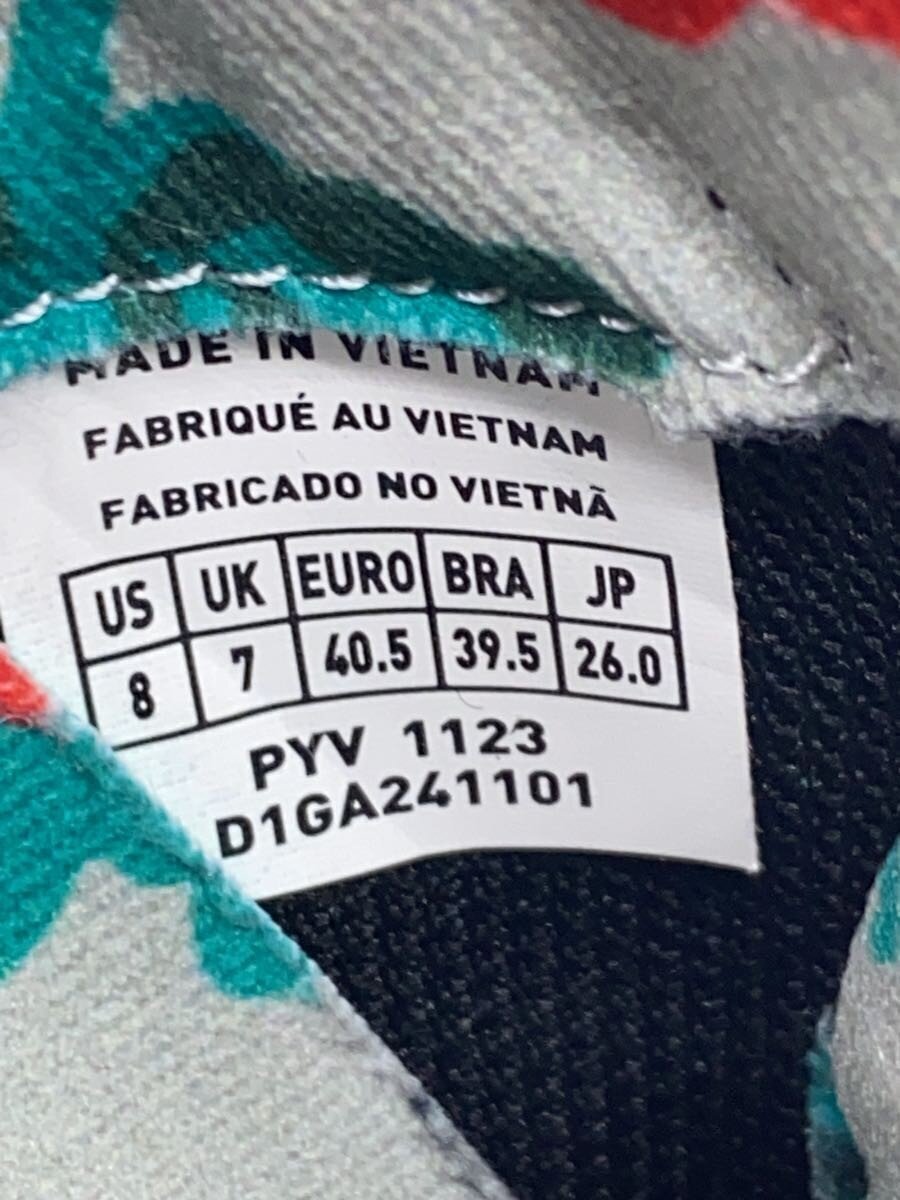 MADE IN VIETNAM
FABRIQUÉ AU VIETNAM
FABRICADO NO VIETNÃ
US UK EURO BRA JP
8 7 40.5 39.5 26.0
PYV 1123
D1GA241101